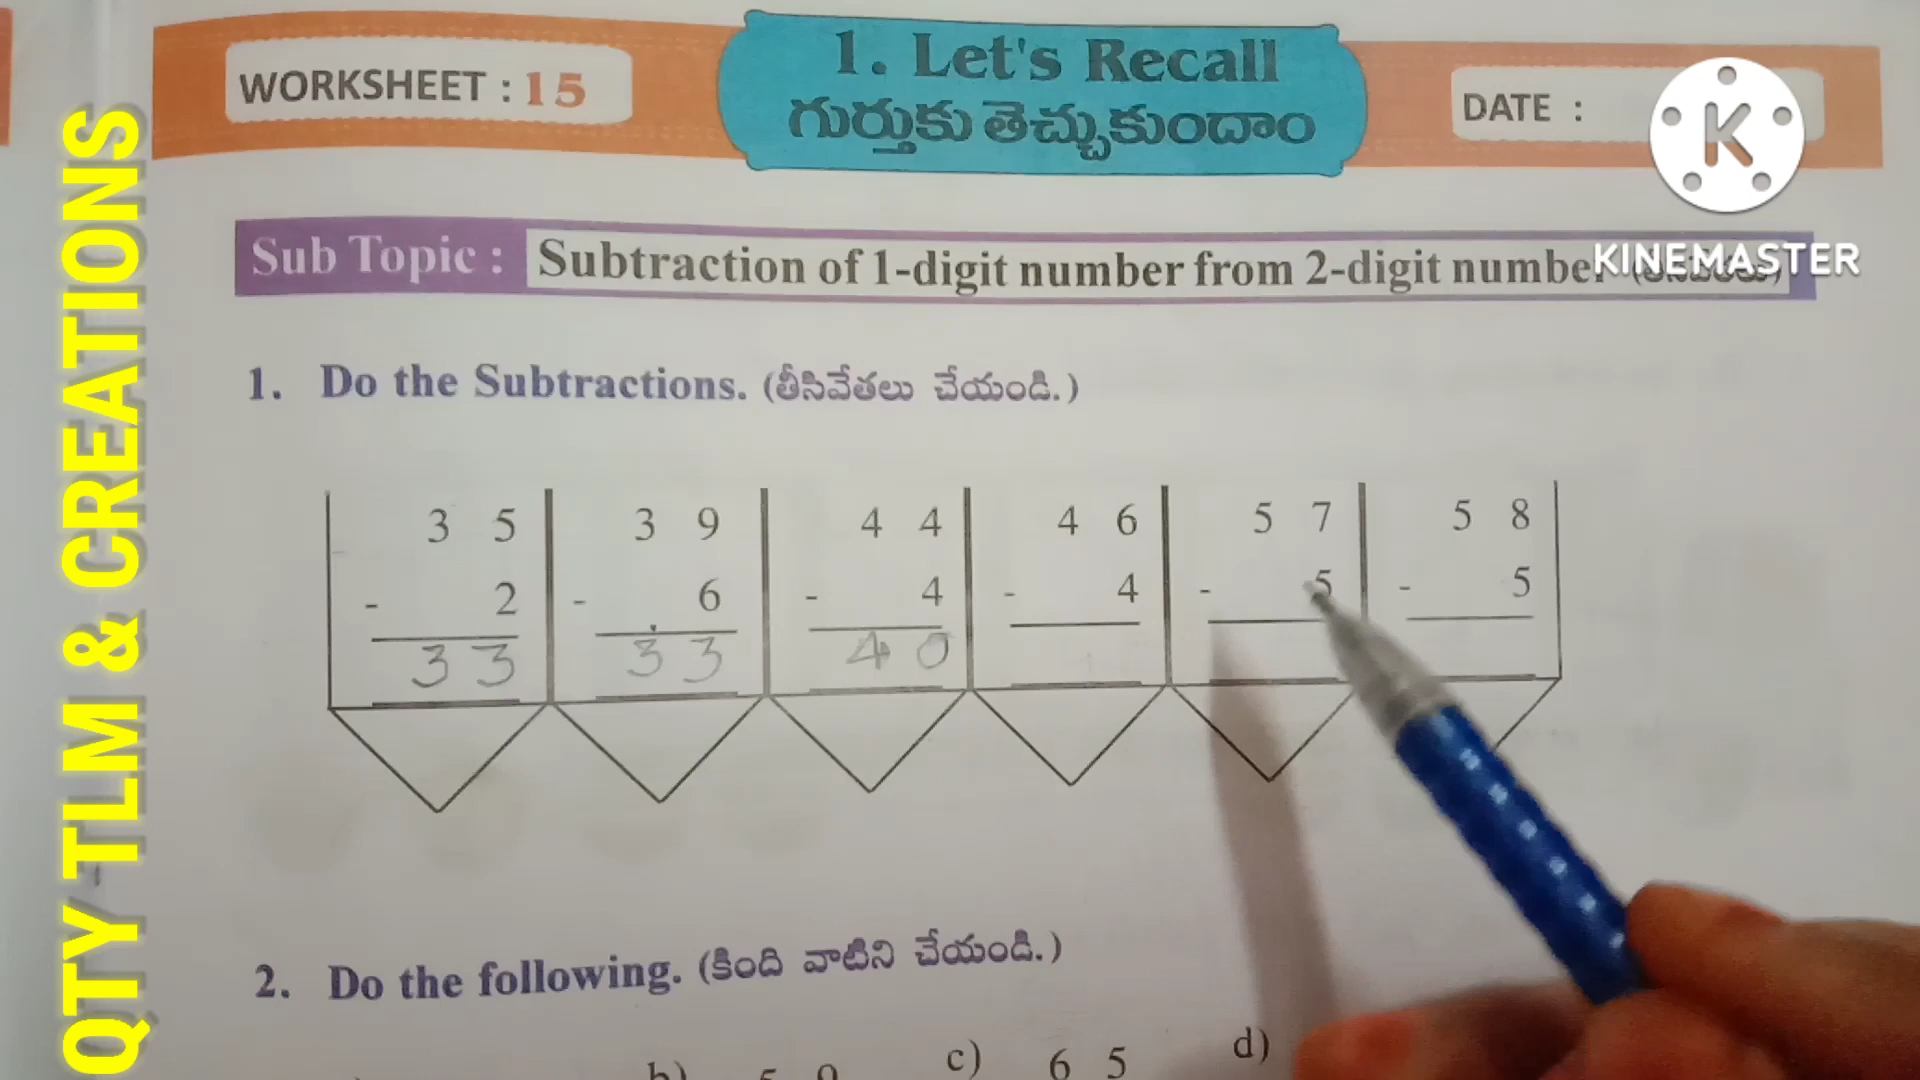 QTY TLM & CREATIONS
WORKSHEET : 15
1. Let's Recall
గుర్తుకు తెచ్చుకుందాం
DATE :
K
KINEMASTER
Sub Topic : Subtraction of 1-digit number from 2-digit number
1. Do the Subtractions. (తీసివేతలు చేయండి.)
3 5 3 9 4 4 4 6 5 7 5 8
- 2 - 6 - 4 - 4 - 5 - 5
3 3 3 3 4 0
2. Do the following. (కింది వాటిని చేయండి.)
b) 5 9 c) 6 5 d)